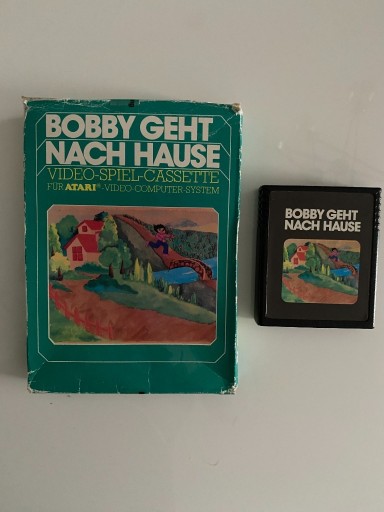 BOBBY GEHT
NACH HAUSE
VIDEO-SPIEL-CASSETTE
FÜR ATARI®-VIDEO-COMPUTER-SYSTEM
BOBBY GEHT
NACH HAUSE